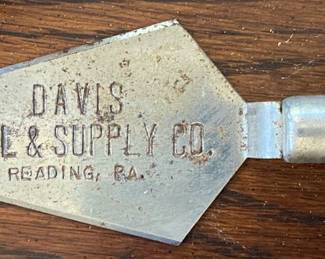 DAVIS
L & SUPPLY CO.
READING, PA.